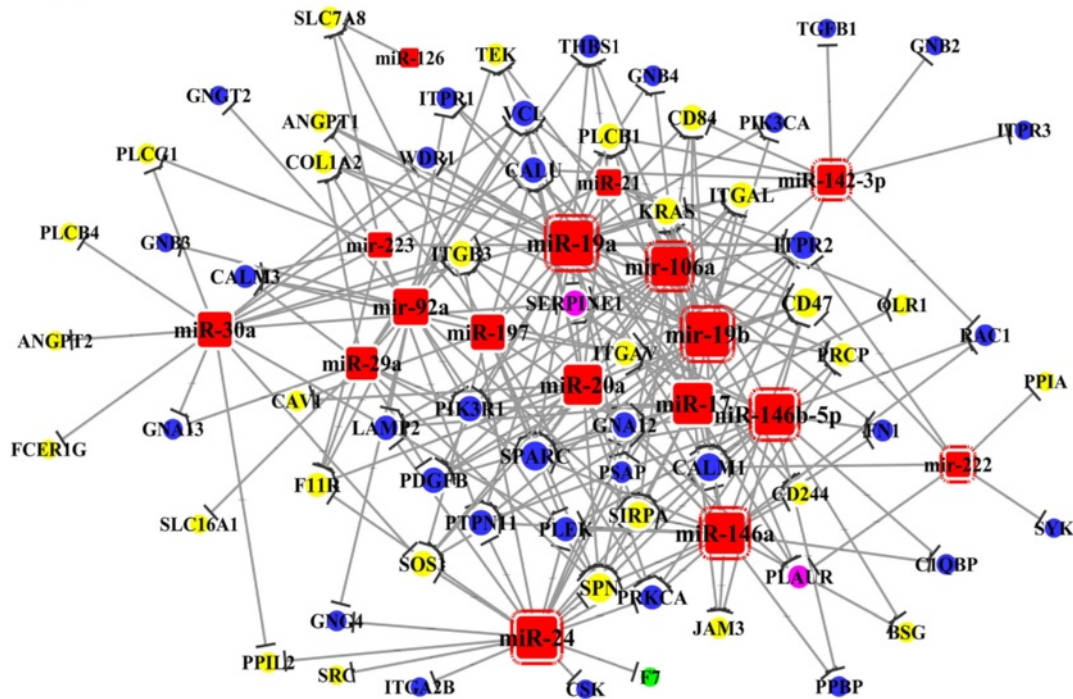 SLC7A8
TGFB1
GNB2
miR-126
TEK
THBS1
GNB4
GNGT2
ITPR1
ANGPT1
VCL
PLCB1
CD84
PIK3CA
ITPR3
PLCG1
COL1A2
WDR1
CALU
miR-21
miR-142-3p
ITGAL
KRAS
PLCB4
GNB3
mir-223
ITGB3
miR-19a
ITPR2
CALM3
mir-106a
mir-92a
SERPINE1
CD47
OLR1
miR-30a
miR-197
mir-19b
RAC1
ANGPT2
miR-29a
ITGAV
PRCP
miR-20a
PPIA
CAV1
PIK3R1
miR-17
miR-146b-5p
GNA13
LAMP2
GNA12
FN1
FCER1G
SPARC
mir-222
F11R
PDGFB
PSAP
CALM1
CD244
SLC16A1
PTPN11
PLEK
SIRPA
miR-146a
SYK
SOS1
C1QBP
SPN
PLAUR
PRKCA
GNG4
miR-24
JAM3
BSG
PPIL2
SRC
ITGA2B
CSK
F7
PPBP